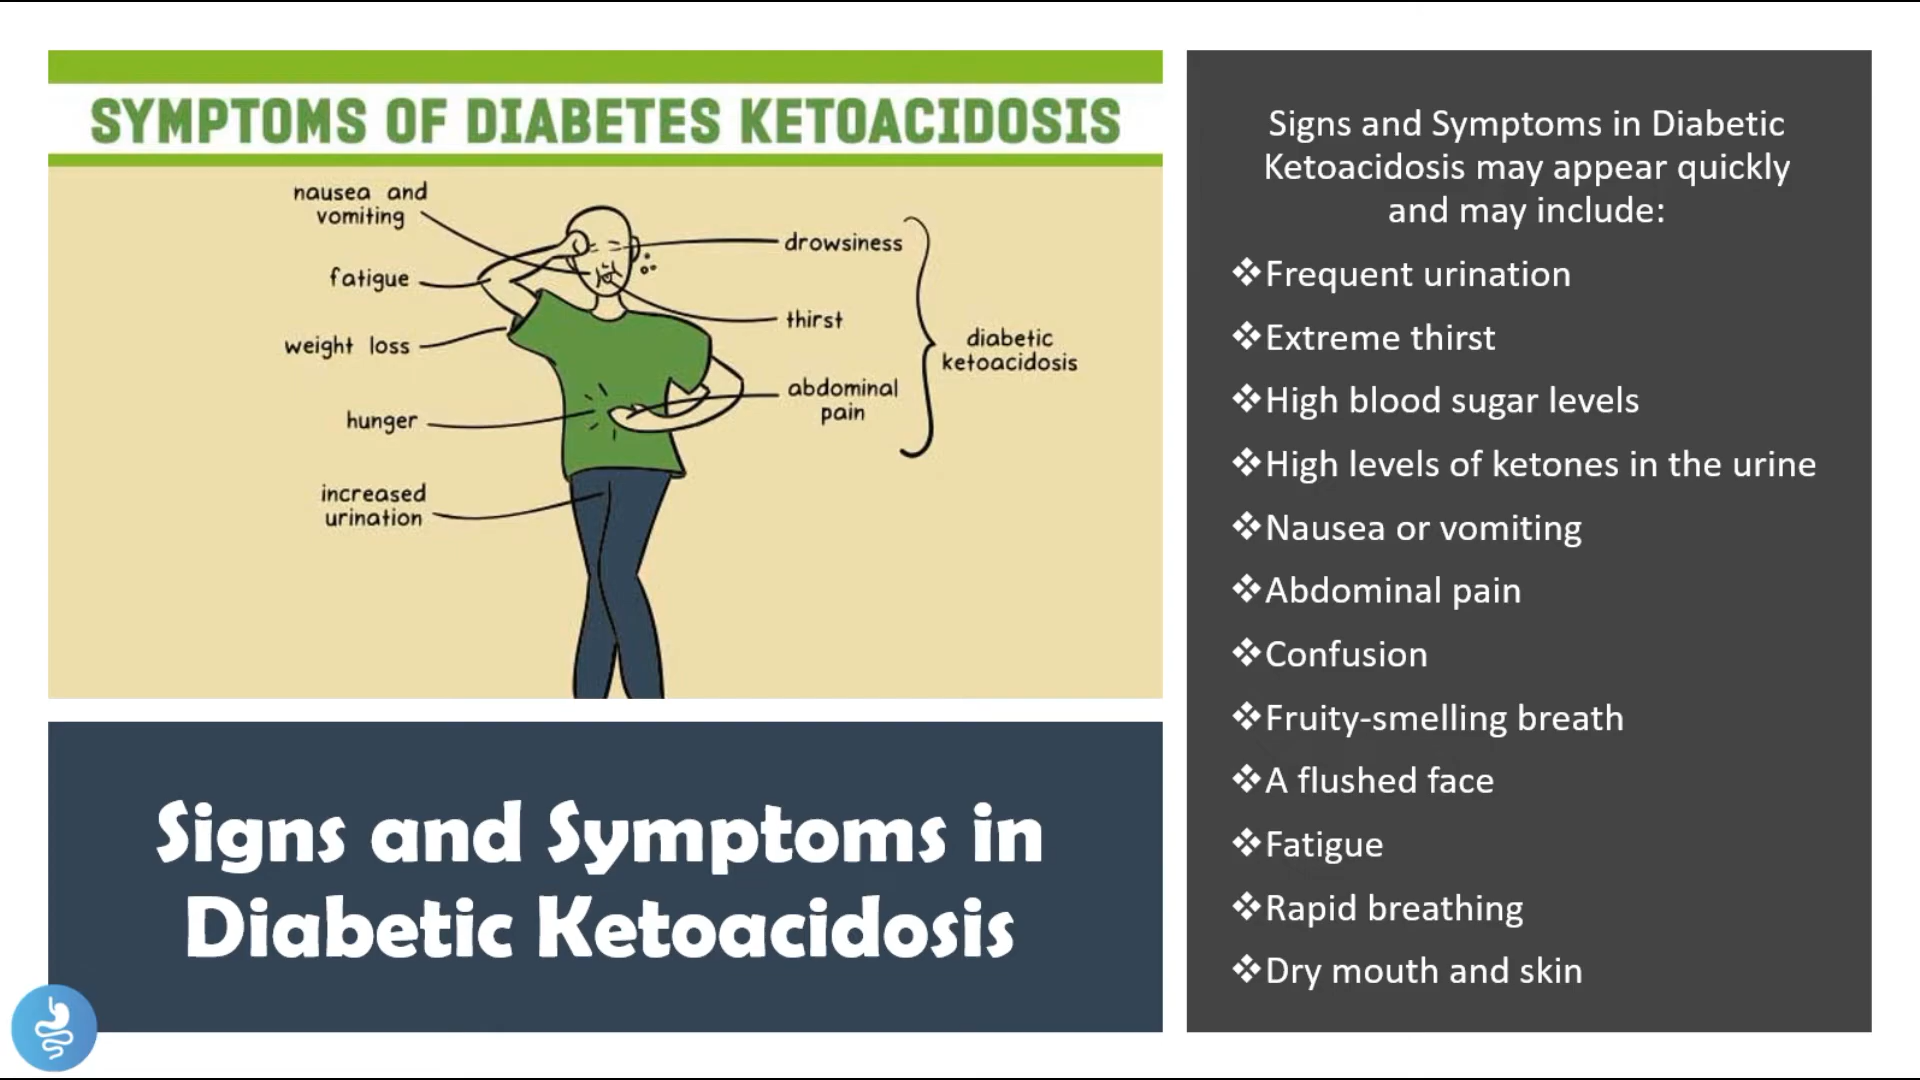 SYMPTOMS OF DIABETES KETOACIDOSIS
nausea and
vomiting
fatigue
weight loss
hunger
increased
urination
drowsiness
thirst
abdominal
pain
diabetic
ketoacidosis
Signs and Symptoms in
Diabetic Ketoacidosis
Signs and Symptoms in Diabetic
Ketoacidosis may appear quickly
and may include:
❖Frequent urination
❖Extreme thirst
❖High blood sugar levels
❖High levels of ketones in the urine
❖Nausea or vomiting
❖Abdominal pain
❖Confusion
❖Fruity-smelling breath
❖A flushed face
❖Fatigue
❖Rapid breathing
❖Dry mouth and skin